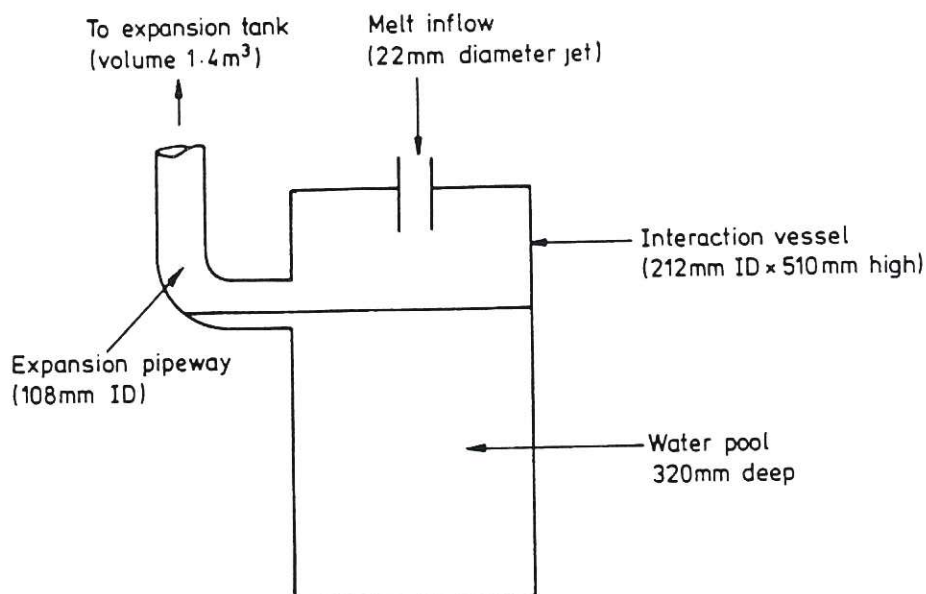 To expansion tank
(volume 1·4m³)
Melt inflow
(22mm diameter jet)
Interaction vessel
(212mm ID × 510mm high)
Expansion pipeway
(108mm ID)
Water pool
320mm deep